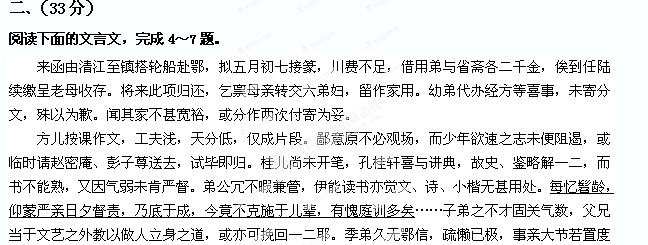 二、（33分）
阅读下面的文言文，完成4～7题。
来函由清江至镇搭轮船赴鄂，拟五月初七接篆，川费不足，借用弟与省斋各二千金，俟到任陆
续缴呈老母收存。将来此项归还，乞禀母亲转交六弟妇，留作家用。幼弟代办经方等喜事，未寄分
文，殊以为歉。闻其家不甚宽裕，或分作两次付寄为妥。
方儿按课作文，工夫浅，天分低，仅成片段。鄙意原不必观场，而少年欲速之志未便阻遏，或
临时请赵密庵、彭子尊送去，试毕即归。桂儿尚未开笔，孔桂轩喜与讲典，故史、鉴略解一二，而
书不能熟，又因气弱未肯严督。弟公冗不暇兼管，伊能读书亦觉文、诗、小楷无甚用处。每忆髫龄，
仰蒙严亲日夕督责，乃底于成，今竟不克施于儿辈，有愧庭训多矣……子弟之不才固关气数，父兄
当于文艺之外教以做人立身之道，或亦可挽回一二耶。季弟久无鄂信，疏懒已极，事亲大节若置度